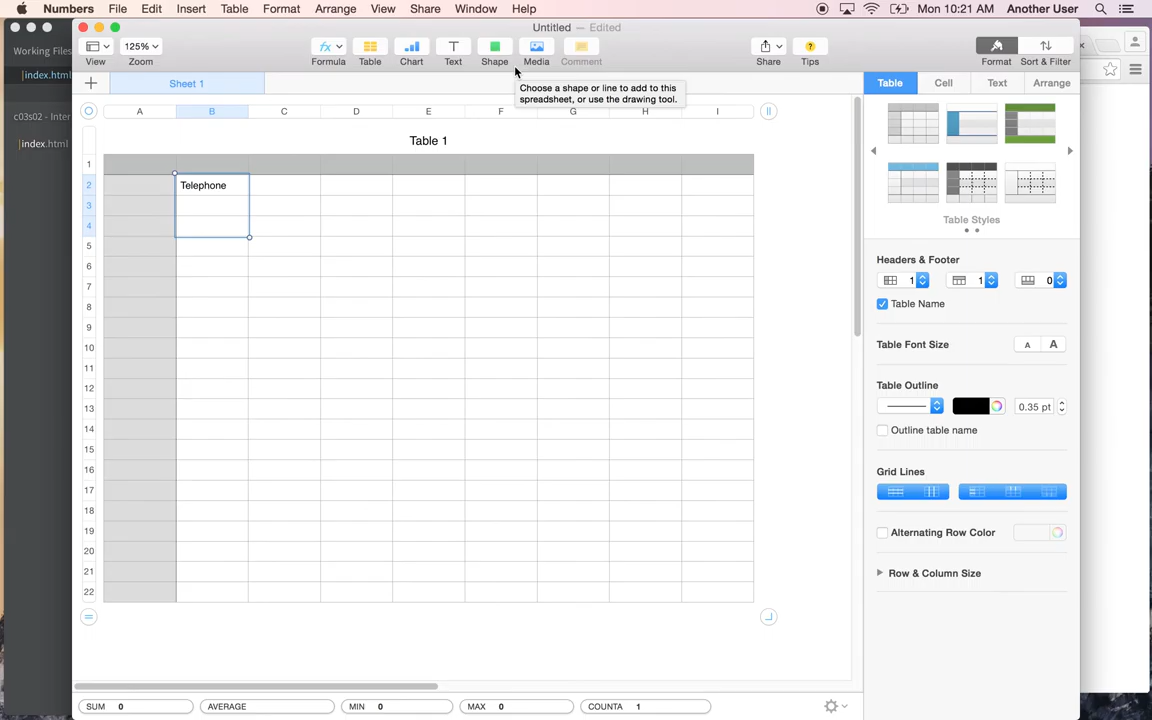 Numbers File Edit Insert Table Format Arrange View Share Window Help Mon 10:21 AM Another User
Untitled — Edited
Working Files
index.html
c03s02 - Inter
index.html
125%
View Zoom Formula Table Chart Text Shape Media Comment Share Tips Format Sort & Filter
Sheet 1
Choose a shape or line to add to this
spreadsheet, or use the drawing tool.
Table Cell Text Arrange
A B C D E F G H I
Table 1
1
2 Telephone
3
4
5
6
7
8
9
10
11
12
13
14
15
16
17
18
19
20
21
22
Table Styles
Headers & Footer
1 1 0
Table Name
Table Font Size A A
Table Outline
0.35 pt
Outline table name
Grid Lines
Alternating Row Color
Row & Column Size
SUM 0 AVERAGE MIN 0 MAX 0 COUNTA 1